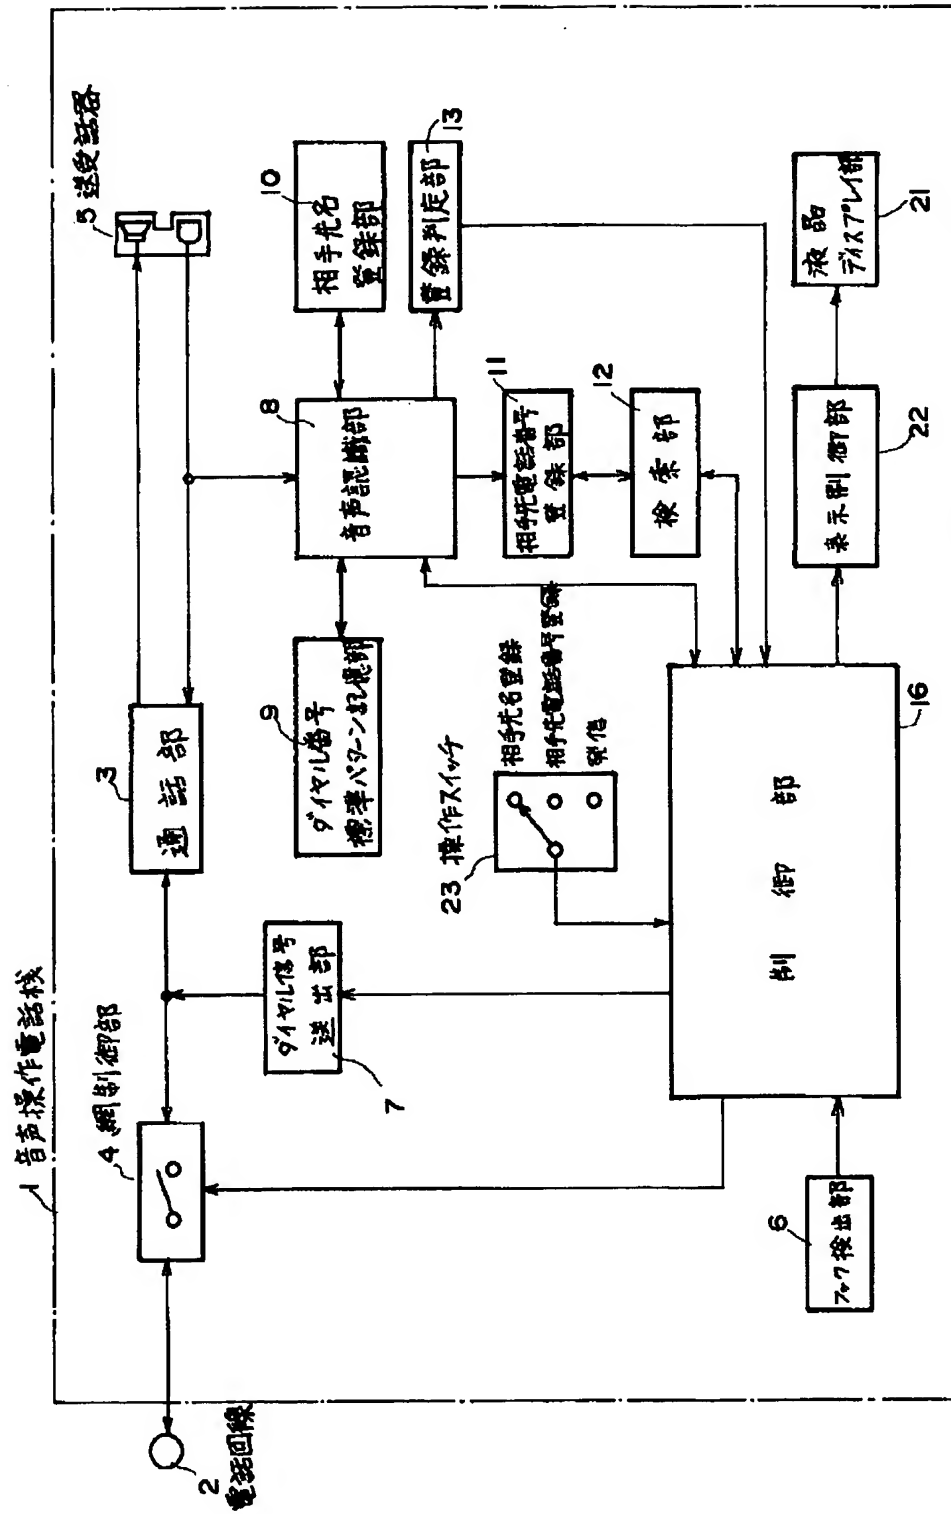 1 音声操作電話機
2
電話回線
4 網制御部
3
通話部
5 送受話器
7
ダイヤル信号
送出部
9
ダイヤル番号
標準パターン記憶部
8
音声認識部
10
相手先名
登録部
13
登録判定部
11
相手先電話番号
登録部
12
検索部
23 操作スイッチ
相手先名登録
相手先電話番号登録
発信
6
フック検出部
16
制御部
22
表示制御部
21
液晶
ディスプレイ部